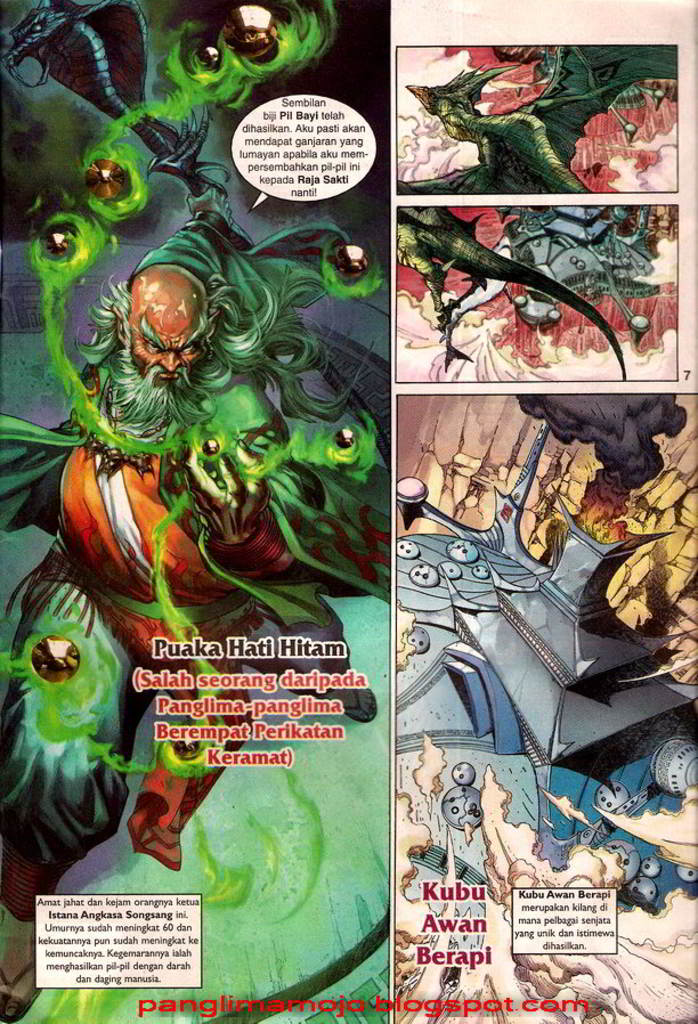 Sembilan
biji Pil Bayi telah
dihasilkan. Aku pasti akan
mendapat ganjaran yang
lumayan apabila aku mem-
persembahkan pil-pil ini
kepada Raja Sakti
nanti!
Puaka Hati Hitam
(Salah seorang daripada
Panglima-panglima
Berempat Perikatan
Keramat)
Amat jahat dan kejam orangnya ketua
Istana Angkasa Songsang ini.
Umurnya sudah meningkat 60 dan
kekuatannya pun sudah meningkat ke
kemuncaknya. Kegemarannya ialah
menghasilkan pil-pil dengan darah
dan daging manusia.
7
Kubu
Awan
Berapi
Kubu Awan Berapi
merupakan kilang di
mana pelbagai senjata
yang unik dan istimewa
dihasilkan.
panglimamojo.blogspot.com